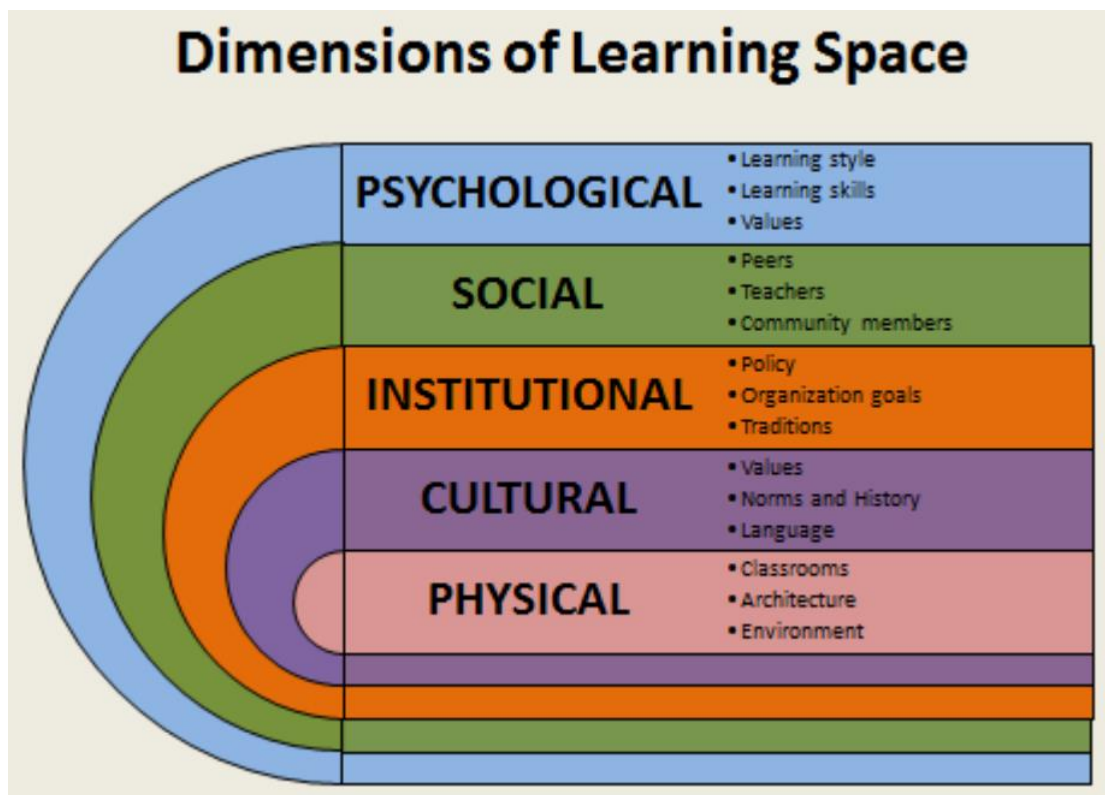 Dimensions of Learning Space
PSYCHOLOGICAL
• Learning style
• Learning skills
• Values
SOCIAL
• Peers
• Teachers
• Community members
INSTITUTIONAL
• Policy
• Organization goals
• Traditions
CULTURAL
• Values
• Norms and History
• Language
PHYSICAL
• Classrooms
• Architecture
• Environment